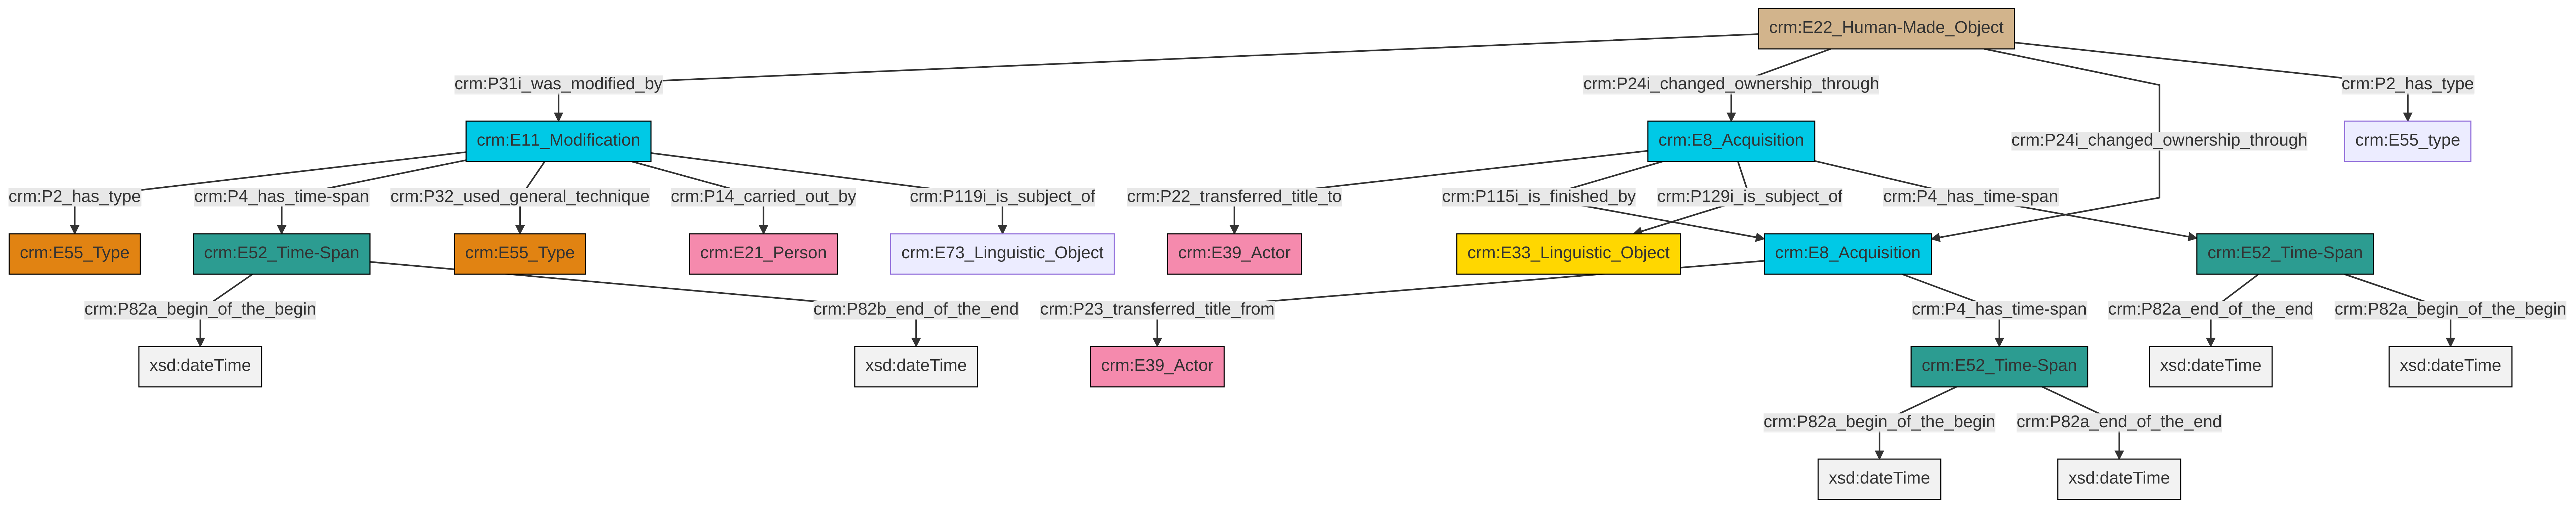 crm:E22_Human-Made_Object
crm:P31i_was_modified_by
crm:P24i_changed_ownership_through
crm:P2_has_type
crm:E11_Modification
crm:E8_Acquisition
crm:P24i_changed_ownership_through
crm:E55_type
crm:P2_has_type
crm:P4_has_time-span
crm:P32_used_general_technique
crm:P14_carried_out_by
crm:P119i_is_subject_of
crm:P22_transferred_title_to
crm:P115i_is_finished_by
crm:P129i_is_subject_of
crm:P4_has_time-span
crm:E55_Type
crm:E52_Time-Span
crm:E55_Type
crm:E21_Person
crm:E73_Linguistic_Object
crm:E39_Actor
crm:E33_Linguistic_Object
crm:E8_Acquisition
crm:E52_Time-Span
crm:P82a_begin_of_the_begin
crm:P82b_end_of_the_end
crm:P23_transferred_title_from
crm:P4_has_time-span
crm:P82a_end_of_the_end
crm:P82a_begin_of_the_begin
xsd:dateTime
xsd:dateTime
crm:E39_Actor
crm:E52_Time-Span
xsd:dateTime
xsd:dateTime
crm:P82a_begin_of_the_begin
crm:P82a_end_of_the_end
xsd:dateTime
xsd:dateTime